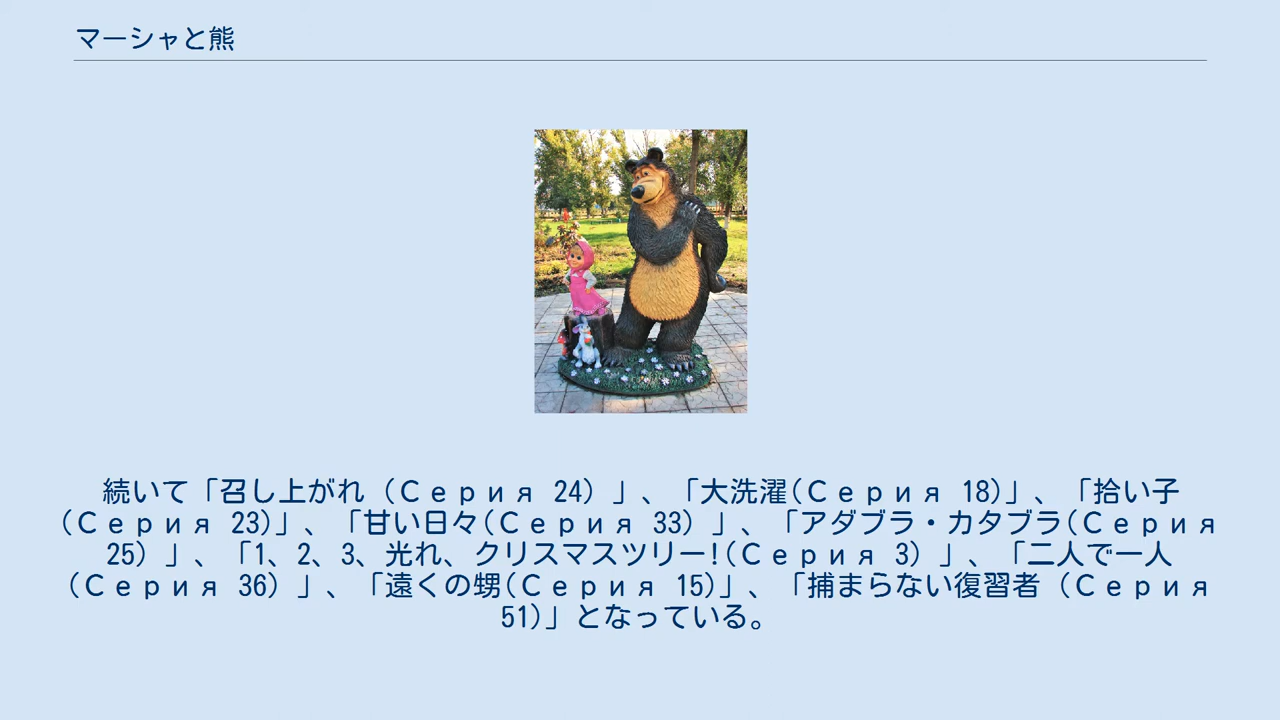 マーシャと熊
続いて「召し上がれ（Серия 24）」、「大洗濯(Серия 18)」、「拾い子
(Серия 23)」、「甘い日々(Серия 33）」、「アダブラ・カタブラ(Серия
25）」、「1、2、3、光れ、クリスマスツリー!(Серия 3）」、「二人で一人
（Серия 36）」、「遠くの甥(Серия 15)」、「捕まらない復習者（Серия
51)」となっている。